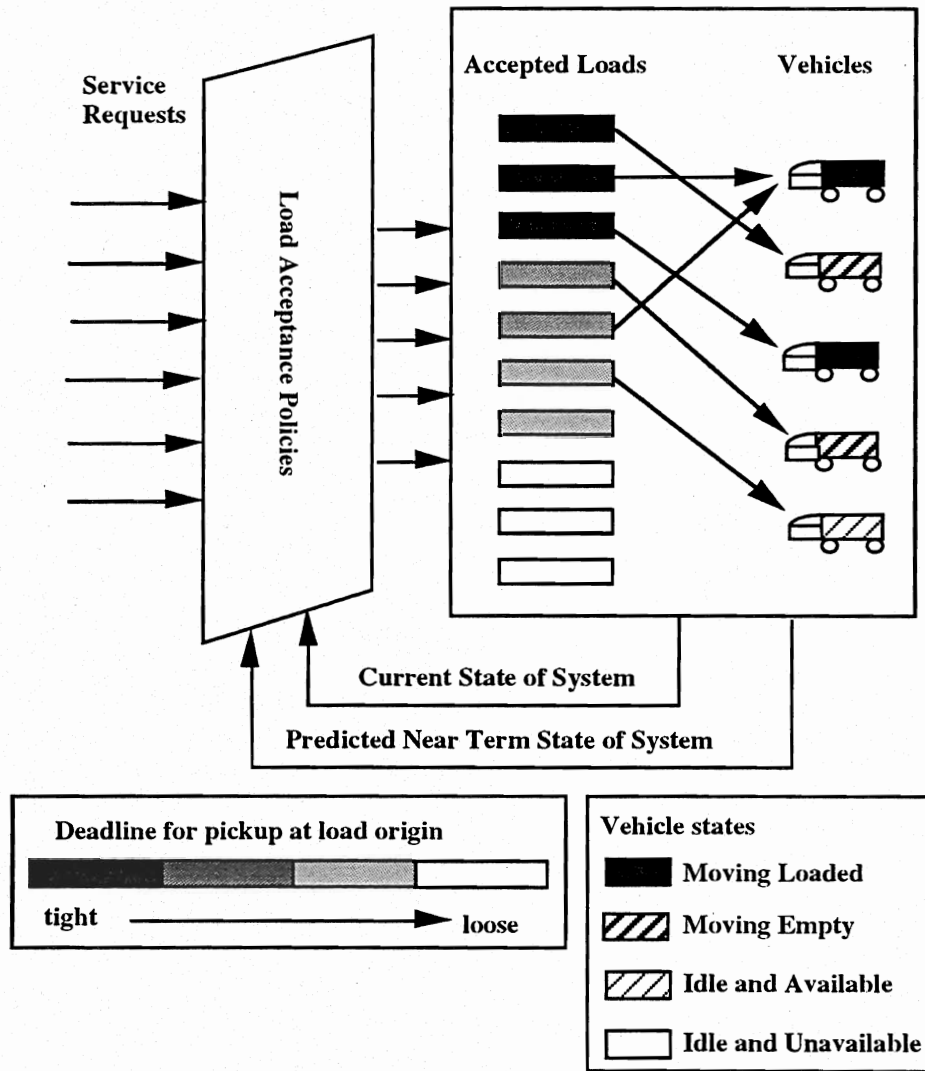 Service
Requests
Load Acceptance Policies
Accepted Loads
Vehicles
Current State of System
Predicted Near Term State of System
Deadline for pickup at load origin
tight
loose
Vehicle states
Moving Loaded
Moving Empty
Idle and Available
Idle and Unavailable